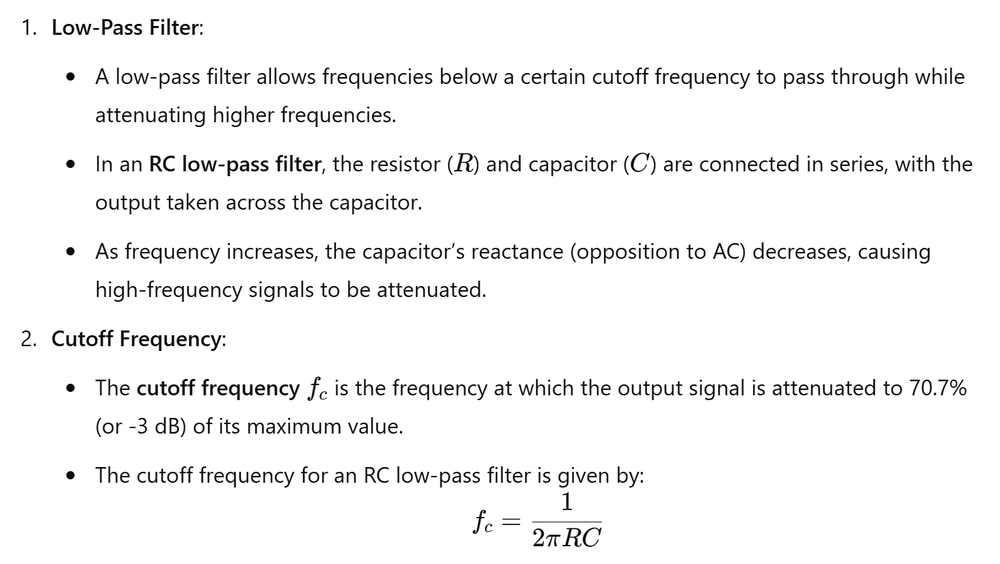 1. Low-Pass Filter:
• A low-pass filter allows frequencies below a certain cutoff frequency to pass through while
attenuating higher frequencies.
• In an RC low-pass filter, the resistor (R) and capacitor (C) are connected in series, with the
output taken across the capacitor.
• As frequency increases, the capacitor’s reactance (opposition to AC) decreases, causing
high-frequency signals to be attenuated.
2. Cutoff Frequency:
• The cutoff frequency f_c is the frequency at which the output signal is attenuated to 70.7%
(or -3 dB) of its maximum value.
• The cutoff frequency for an RC low-pass filter is given by:
f_c = 1 / (2πRC)